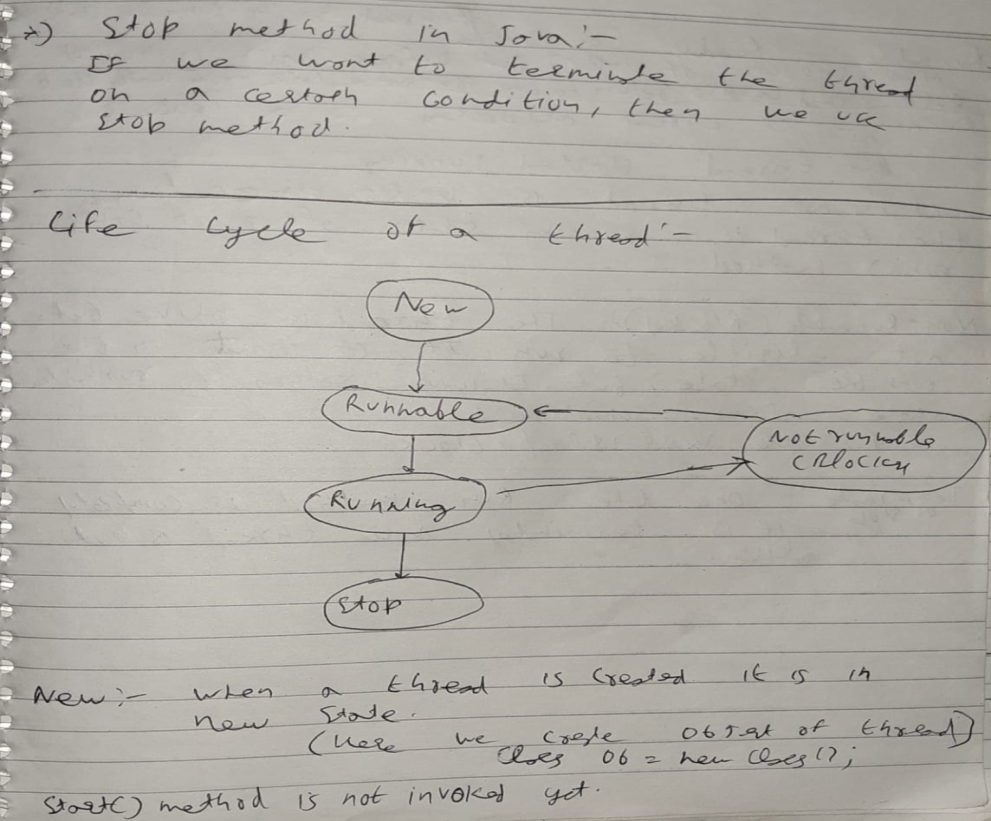 *) Stop method in Java:-
If we want to terminate the thread
on a certain condition, then we use
stop method.
Life Cycle of a thread:-
New
Runnable
Not runnable
(Block)
Running
Stop
New:- when a thread is created it is in
new state.
(Here we create object of thread)
Class ob = new Class();
Start() method is not invoked yet.